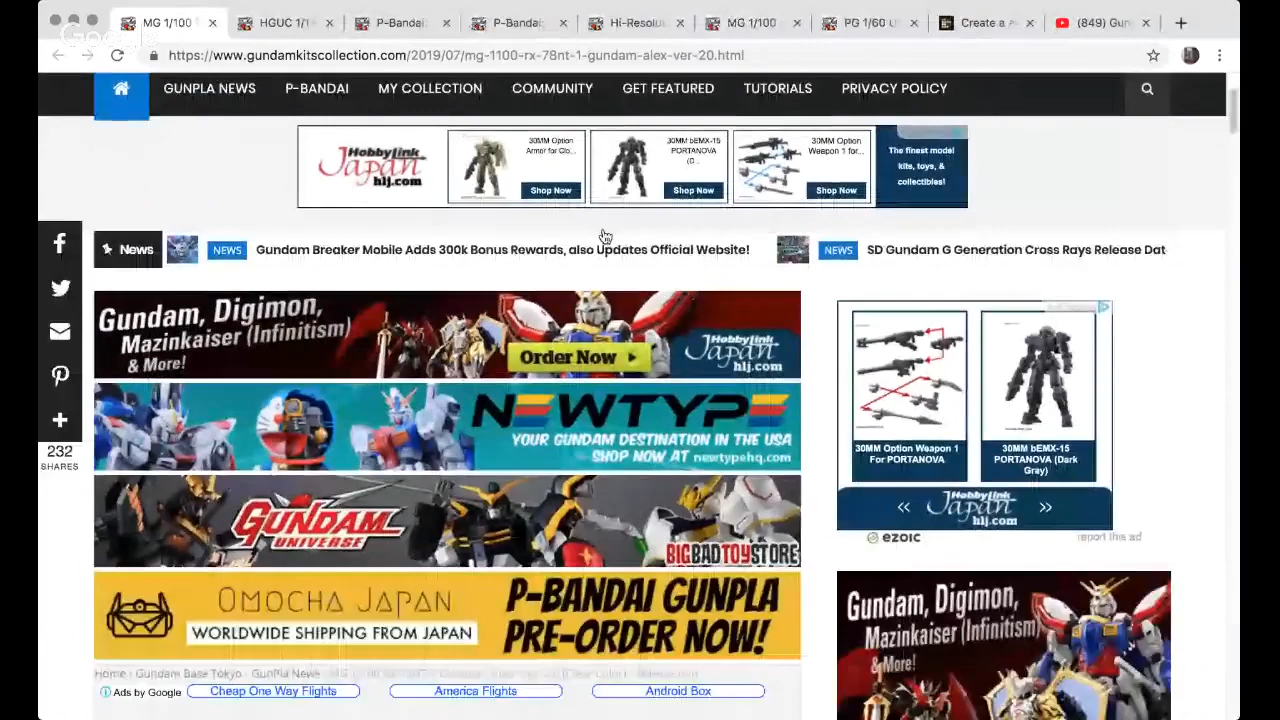 MG 1/100
HGUC 1/1
P-Bandai:
P-Bandai:
Hi-Resolu
MG 1/100
PG 1/60 U
Create a
(849) Gun
https://www.gundamkitscollection.com/2019/07/mg-1100-rx-78nt-1-gundam-alex-ver-20.html
GUNPLA NEWS
P-BANDAI
MY COLLECTION
COMMUNITY
GET FEATURED
TUTORIALS
PRIVACY POLICY
HobbyLink
Japan
hlj.com
30MM Option
Armor for Clo...
Shop Now
30MM bEMX-15
PORTANOVA
(D...
Shop Now
30MM Option
Weapon 1 for...
Shop Now
The finest model
kits, toys, &
collectibles!
News
NEWS
Gundam Breaker Mobile Adds 300k Bonus Rewards, also Updates Official Website!
NEWS
SD Gundam G Generation Cross Rays Release Dat
232
SHARES
Gundam, Digimon,
Mazinkaiser (Infinitism)
& More!
Order Now
HobbyLink
Japan
hlj.com
NEWTYPE
YOUR GUNDAM DESTINATION IN THE USA
SHOP NOW AT newtypehq.com
GUNDAM
UNIVERSE
BIGBADTOYSTORE
OMOCHA JAPAN
WORLDWIDE SHIPPING FROM JAPAN
P-BANDAI GUNPLA
PRE-ORDER NOW!
Home
Gundam Base Tokyo
GunPla News
Ads by Google
Cheap One Way Flights
America Flights
Android Box
30MM Option Weapon 1
For PORTANOVA
30MM bEMX-15
PORTANOVA (Dark
Gray)
<<
HobbyLink
Japan
hlj.com
>>
ezoic
report this ad
Gundam, Digimon,
Mazinkaiser (Infinitism)
& More!